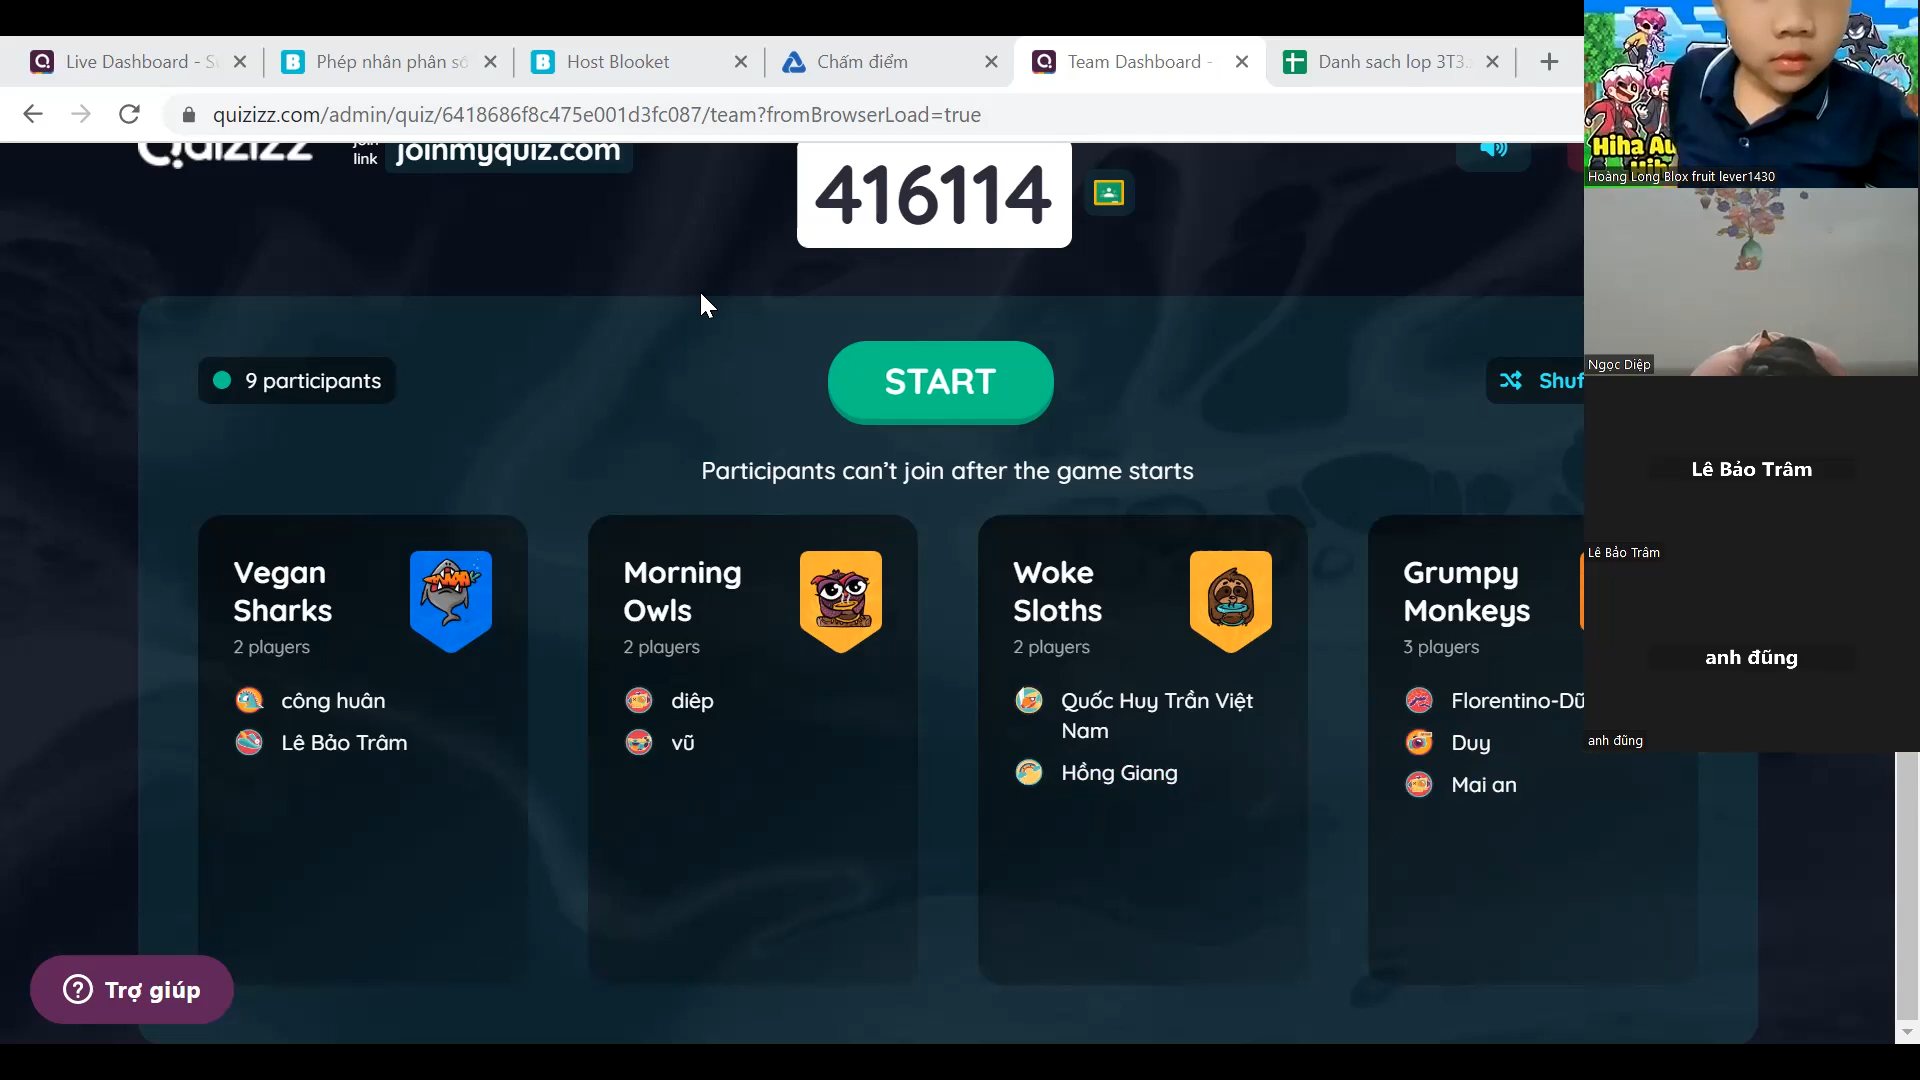 Live Dashboard - S
Phép nhân phân số
Host Blooket
Chấm điểm
Team Dashboard -
Danh sach lop 3T3.
quizizz.com/admin/quiz/6418686f8c475e001d3fc087/team?fromBrowserLoad=true
Quizizz
join
link
joinmyquiz.com
416114
9 participants
START
Shuf
Participants can't join after the game starts
Vegan
Sharks
2 players
công huân
Lê Bảo Trâm
Morning
Owls
2 players
diêp
vũ
Woke
Sloths
2 players
Quốc Huy Trần Việt
Nam
Hồng Giang
Grumpy
Monkeys
3 players
Florentino-Dũ
Duy
Mai an
Trợ giúp
Hiha Au
Hoàng Long Blox fruit lever1430
Ngọc Diệp
Lê Bảo Trâm
Lê Bảo Trâm
anh đũng
anh đũng